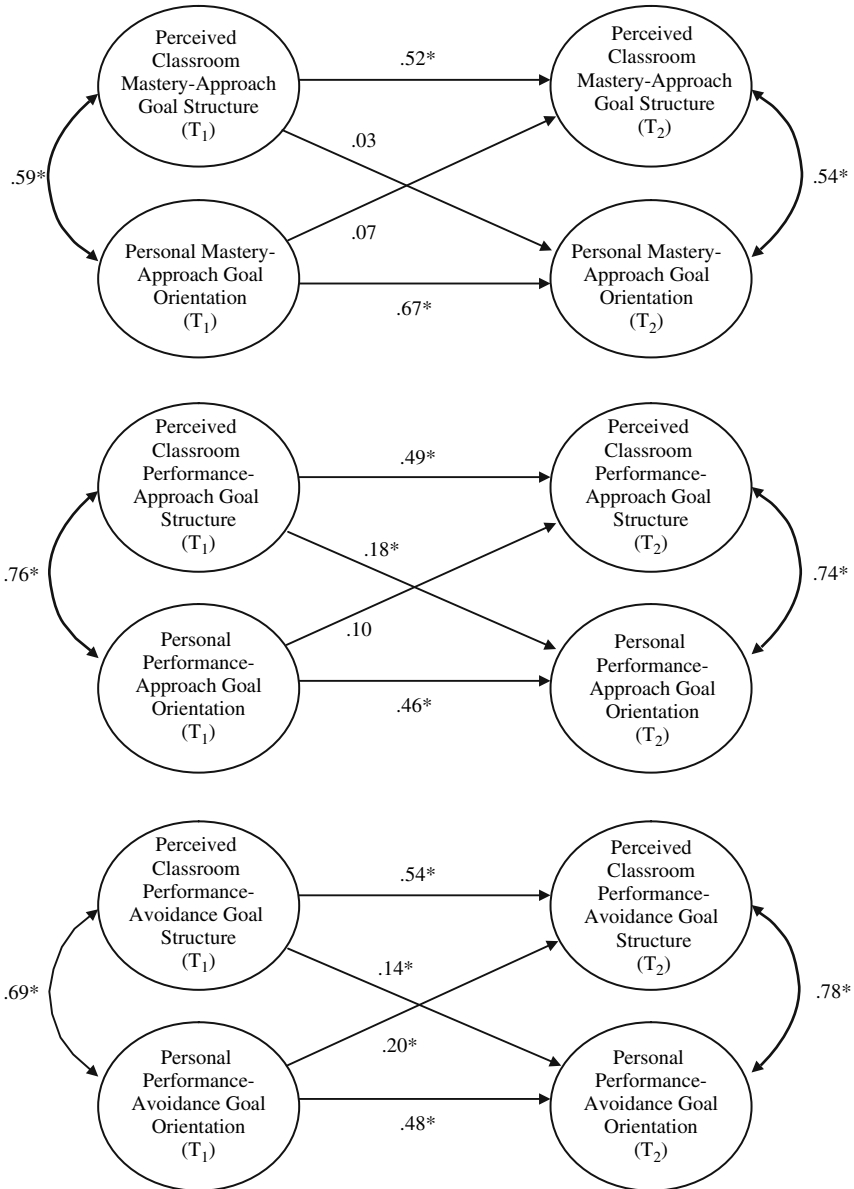 Perceived
Classroom
Mastery-Approach
Goal Structure
(T1)
.52*
Perceived
Classroom
Mastery-Approach
Goal Structure
(T2)
.03
.59*
.54*
.07
Personal Mastery-
Approach Goal
Orientation
(T1)
.67*
Personal Mastery-
Approach Goal
Orientation
(T2)
Perceived
Classroom
Performance-
Approach Goal
Structure
(T1)
.49*
Perceived
Classroom
Performance-
Approach Goal
Structure
(T2)
.18*
.76*
.74*
.10
Personal
Performance-
Approach Goal
Orientation
(T1)
.46*
Personal
Performance-
Approach Goal
Orientation
(T2)
Perceived
Classroom
Performance-
Avoidance Goal
Structure
(T1)
.54*
Perceived
Classroom
Performance-
Avoidance Goal
Structure
(T2)
.14*
.69*
.78*
.20*
Personal
Performance-
Avoidance Goal
Orientation
(T1)
.48*
Personal
Performance-
Avoidance Goal
Orientation
(T2)